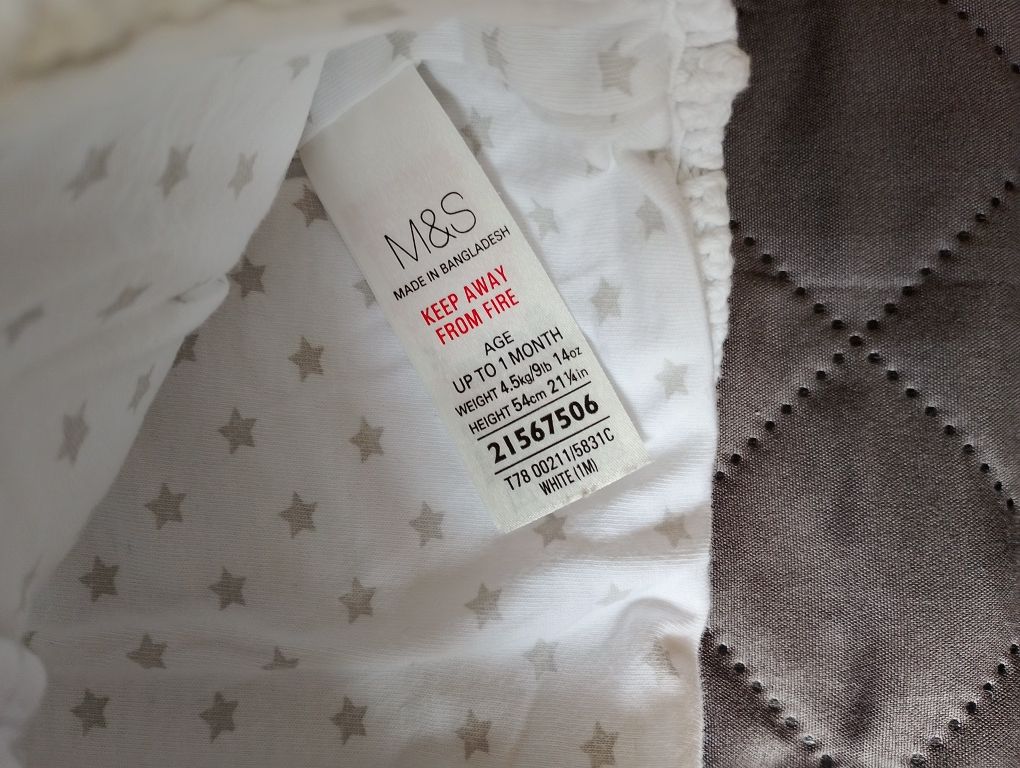 M&S
MADE IN BANGLADESH
KEEP AWAY
FROM FIRE
AGE
UP TO 1 MONTH
WEIGHT 4.5kg/9lb 14oz
HEIGHT 54cm 21¼in
21567506
T78 00211/5831C
WHITE (1M)